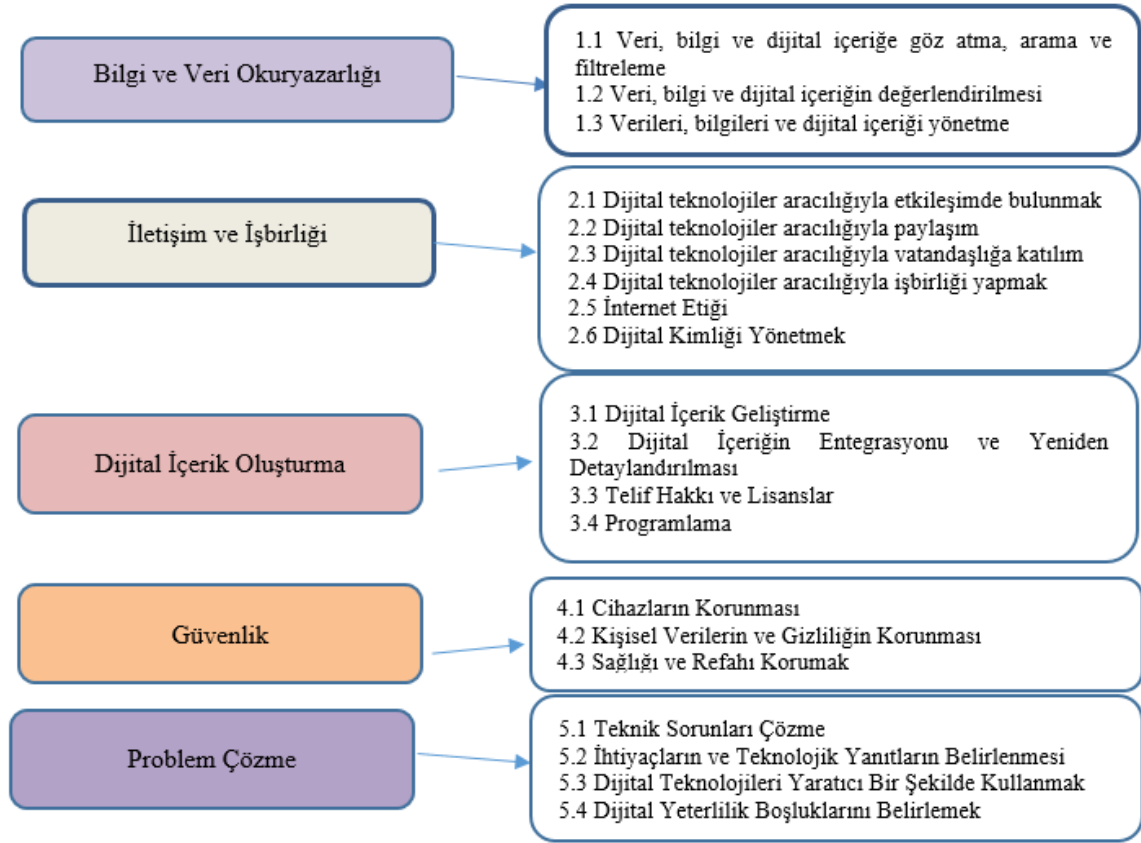 Bilgi ve Veri Okuryazarlığı
1.1 Veri, bilgi ve dijital içeriğe göz atma, arama ve
filtreleme
1.2 Veri, bilgi ve dijital içeriğin değerlendirilmesi
1.3 Verileri, bilgileri ve dijital içeriği yönetme
İletişim ve İşbirliği
2.1 Dijital teknolojiler aracılığıyla etkileşimde bulunmak
2.2 Dijital teknolojiler aracılığıyla paylaşım
2.3 Dijital teknolojiler aracılığıyla vatandaşlığa katılım
2.4 Dijital teknolojiler aracılığıyla işbirliği yapmak
2.5 İnternet Etiği
2.6 Dijital Kimliği Yönetmek
Dijital İçerik Oluşturma
3.1 Dijital İçerik Geliştirme
3.2 Dijital İçeriğin Entegrasyonu ve Yeniden
Detaylandırılması
3.3 Telif Hakkı ve Lisanslar
3.4 Programlama
Güvenlik
4.1 Cihazların Korunması
4.2 Kişisel Verilerin ve Gizliliğin Korunması
4.3 Sağlığı ve Refahı Korumak
Problem Çözme
5.1 Teknik Sorunları Çözme
5.2 İhtiyaçların ve Teknolojik Yanıtların Belirlenmesi
5.3 Dijital Teknolojileri Yaratıcı Bir Şekilde Kullanmak
5.4 Dijital Yeterlilik Boşluklarını Belirlemek